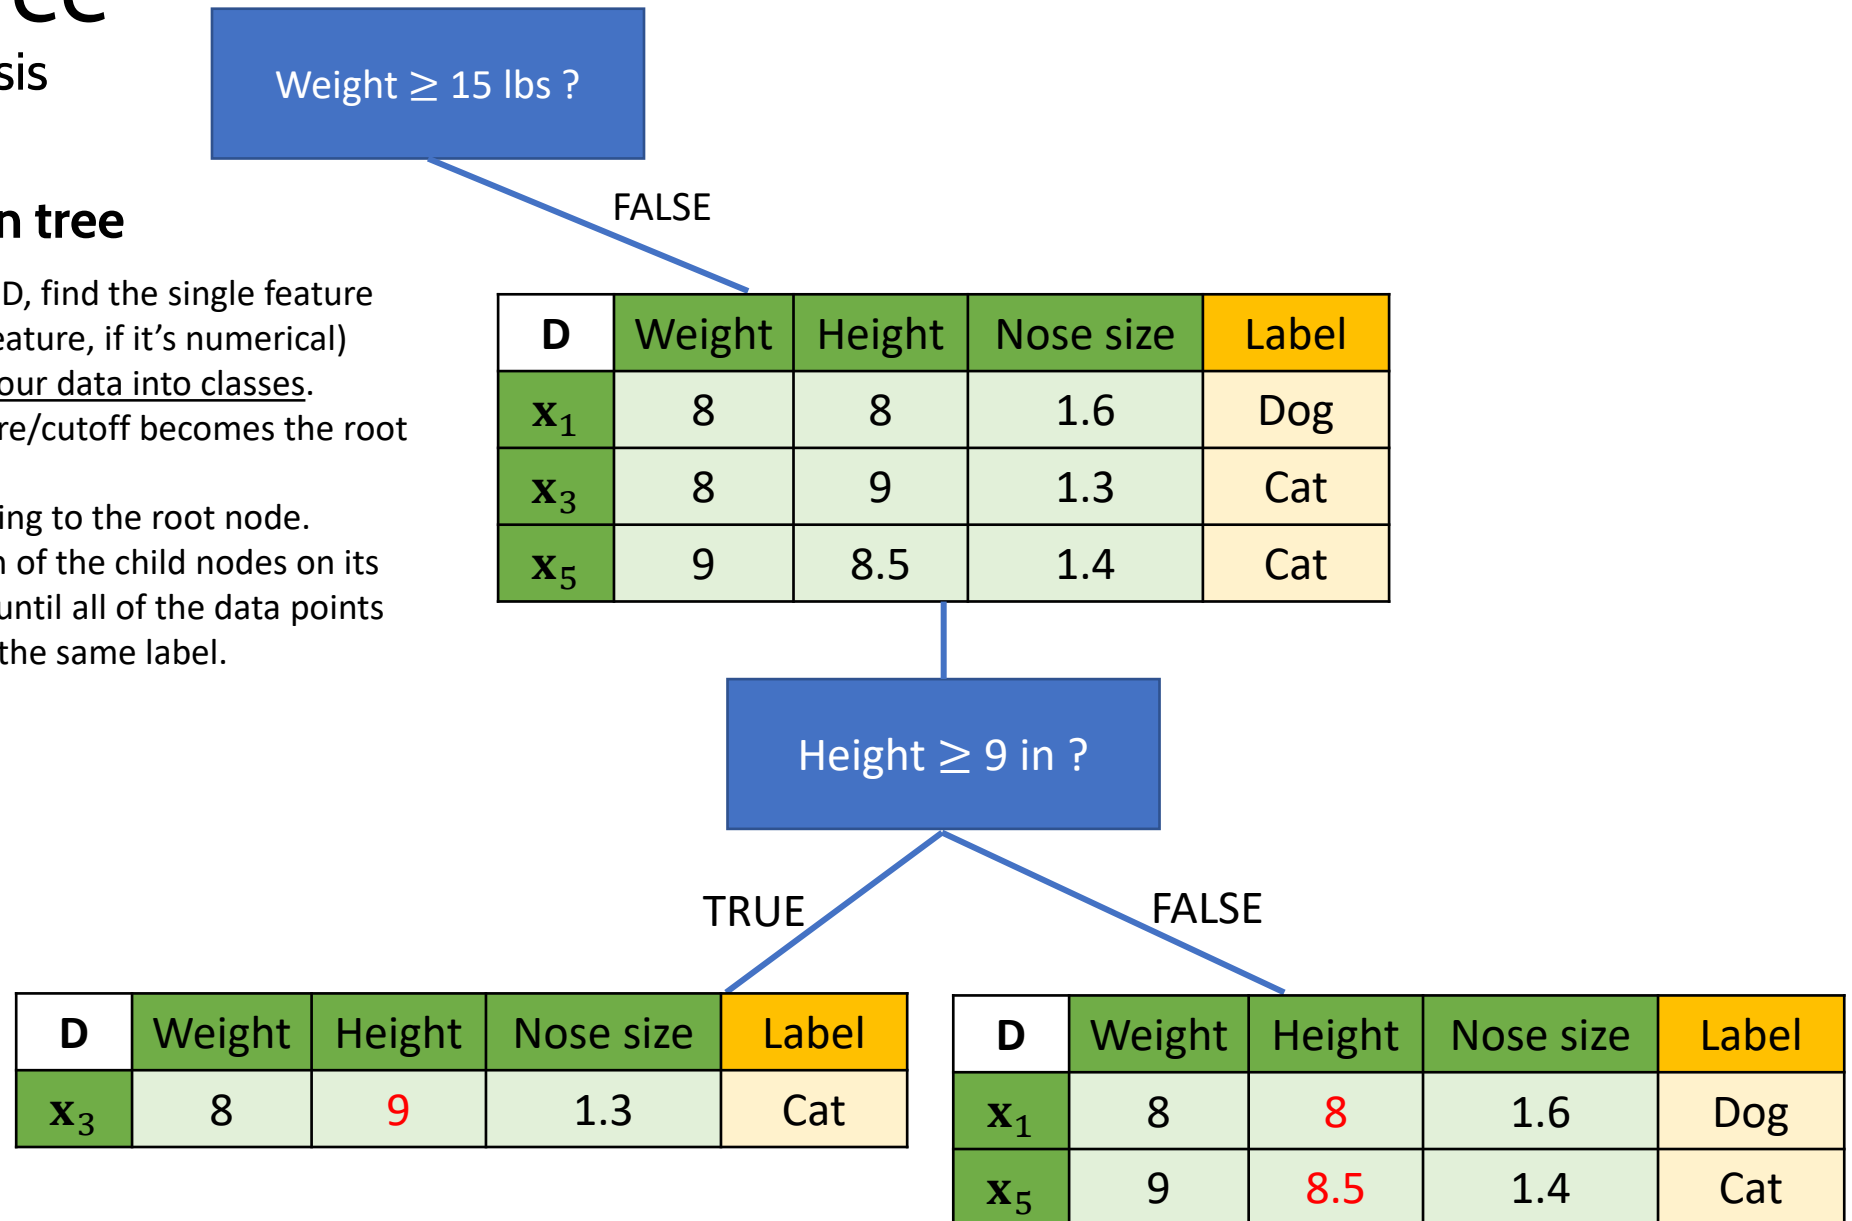 sis
Weight ≥ 15 lbs ?
FALSE
n tree
D, find the single feature
eature, if it's numerical)
our data into classes.
re/cutoff becomes the root
ing to the root node.
n of the child nodes on its
until all of the data points
the same label.
D Weight Height Nose size Label
x₁ 8 8 1.6 Dog
x₃ 8 9 1.3 Cat
x₅ 9 8.5 1.4 Cat
Height ≥ 9 in ?
TRUE
FALSE
D Weight Height Nose size Label
x₃ 8 9 1.3 Cat
D Weight Height Nose size Label
x₁ 8 8 1.6 Dog
x₅ 9 8.5 1.4 Cat